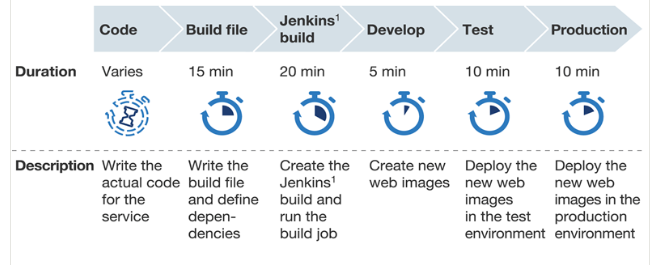 Code
Build file
Jenkins¹
build
Develop
Test
Production
Duration
Varies
15 min
20 min
5 min
10 min
10 min
Description
Write the
actual code
for the
service
Write the
build file
and define
depen-
dencies
Create the
Jenkins¹
build and
run the
build job
Create new
web images
Deploy the
new web
images
in the test
environment
Deploy the
new web
images in the
production
environment